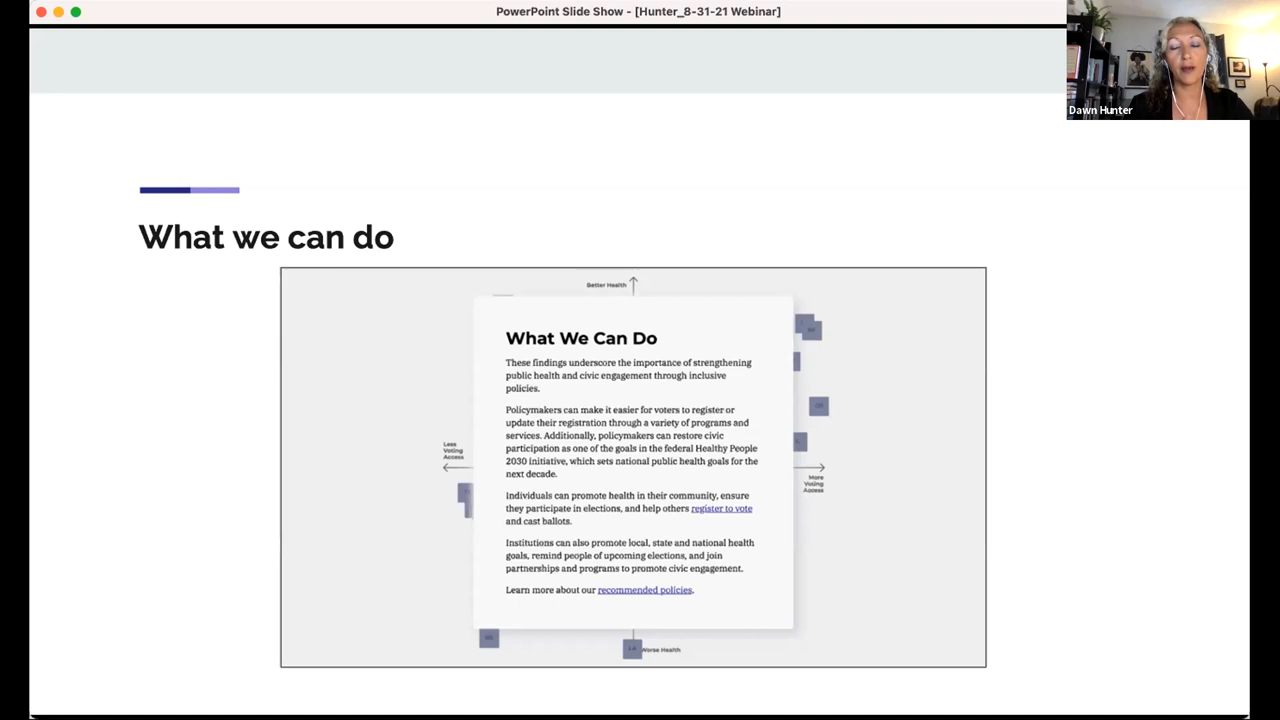 PowerPoint Slide Show - [Hunter_8-31-21 Webinar]
Dawn Hunter
What we can do
Better Health
What We Can Do
These findings underscore the importance of strengthening
public health and civic engagement through inclusive
policies.
Policymakers can make it easier for voters to register or
update their registration through a variety of programs and
services. Additionally, policymakers can restore civic
participation as one of the goals in the federal Healthy People
2030 initiative, which sets national public health goals for the
next decade.
Individuals can promote health in their community, ensure
they participate in elections, and help others register to vote
and cast ballots.
Institutions can also promote local, state and national health
goals, remind people of upcoming elections, and join
partnerships and programs to promote civic engagement.
Learn more about our recommended policies.
Less
Voting
Access
More
Voting
Access
LA
Worse Health